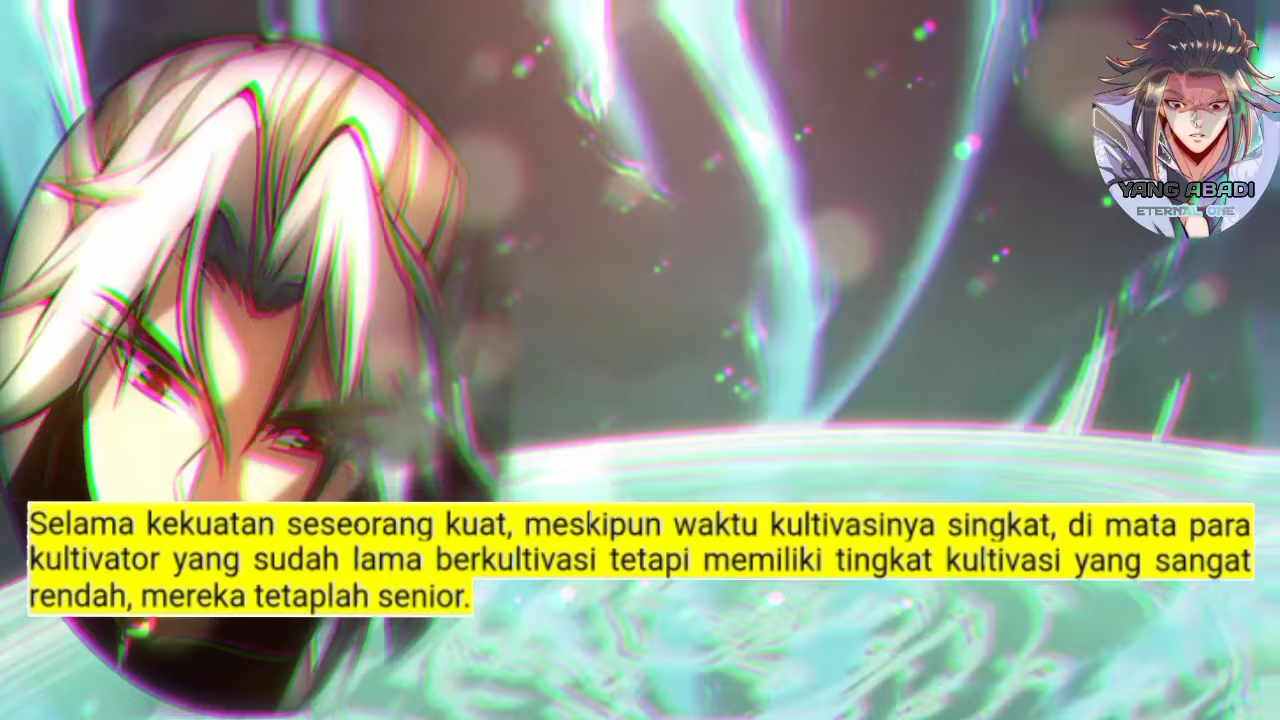 YANG ABADI
ETERNAL ONE
Selama kekuatan seseorang kuat, meskipun waktu kultivasinya singkat, di mata para
kultivator yang sudah lama berkultivasi tetapi memiliki tingkat kultivasi yang sangat
rendah, mereka tetaplah senior.